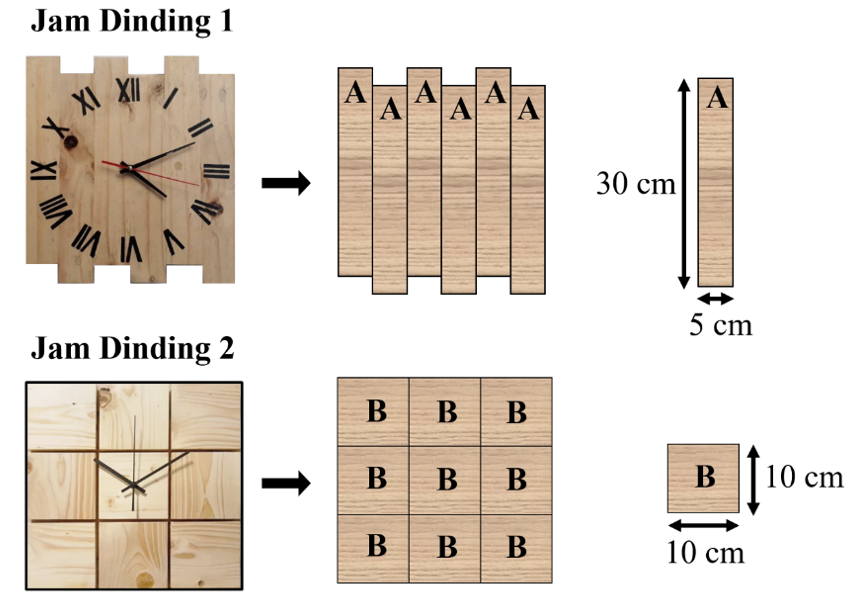 Jam Dinding 1
XII
I
II
III
IV
V
VI
VII
VIII
IX
X
XI
A A A A A A
A
30 cm
5 cm
Jam Dinding 2
B B B
B B B
B B B
B
10 cm
10 cm